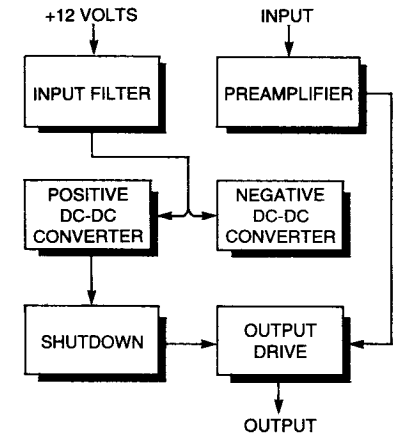 +12 VOLTS
INPUT
INPUT FILTER
PREAMPLIFIER
POSITIVE
DC-DC
CONVERTER
NEGATIVE
DC-DC
CONVERTER
SHUTDOWN
OUTPUT
DRIVE
OUTPUT